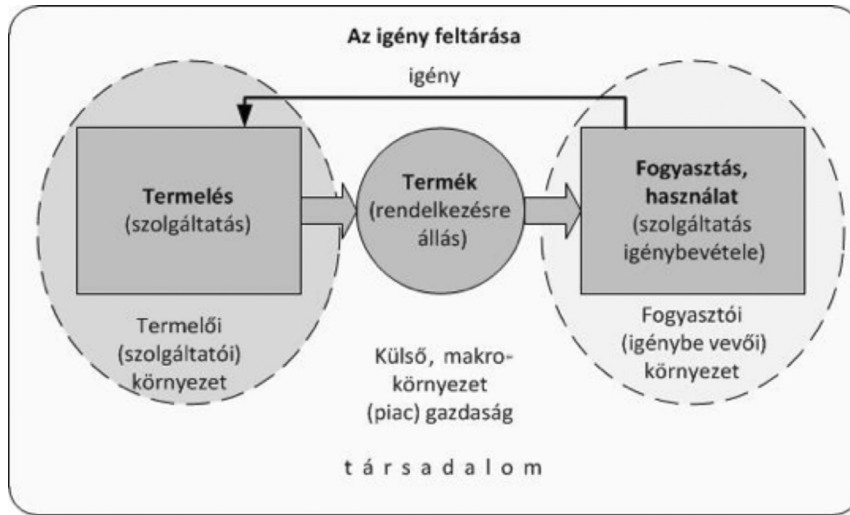 Az igény feltárása
igény
Termelés
(szolgáltatás)
Termék
(rendelkezésre
állás)
Fogyasztás,
használat
(szolgáltatás
igénybevétele)
Termelői
(szolgáltatói)
környezet
Külső, makro-
környezet
(piac) gazdaság
Fogyasztói
(igénybe vevői)
környezet
társadalom